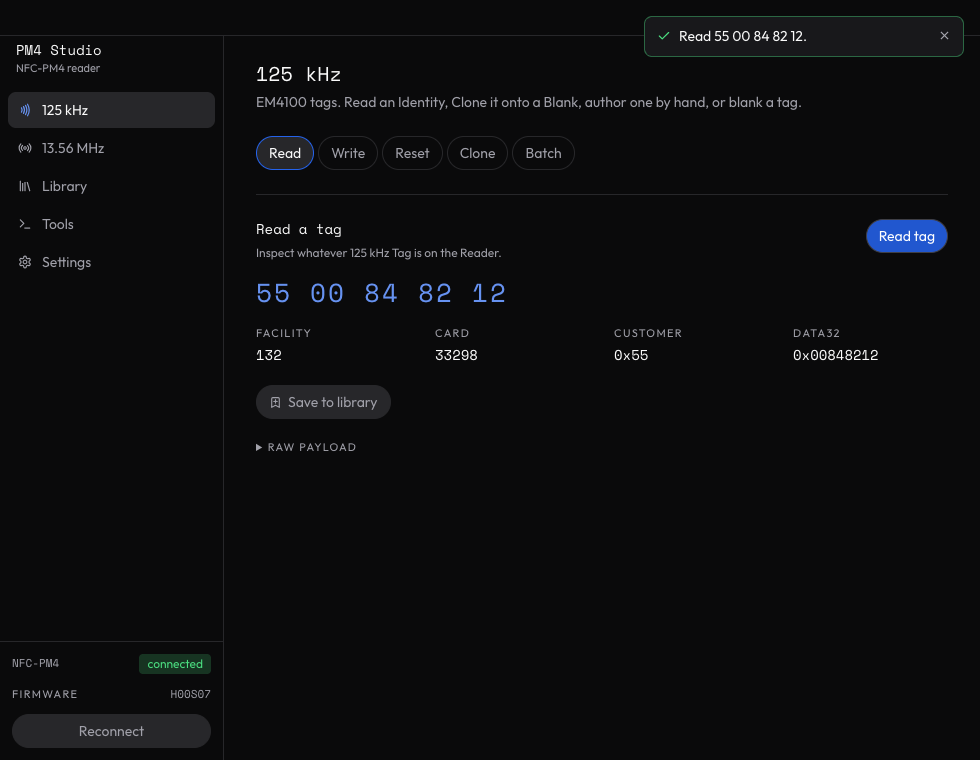 Read 55 00 84 82 12.
PM4 Studio
NFC-PM4 reader
125 kHz
13.56 MHz
Library
Tools
Settings
NFC-PM4
connected
FIRMWARE
H00S07
Reconnect
125 kHz
EM4100 tags. Read an Identity, Clone it onto a Blank, author one by hand, or blank a tag.
Read
Write
Reset
Clone
Batch
Read a tag
Inspect whatever 125 kHz Tag is on the Reader.
Read tag
55 00 84 82 12
FACILITY
132
CARD
33298
CUSTOMER
0x55
DATA32
0x00848212
Save to library
RAW PAYLOAD